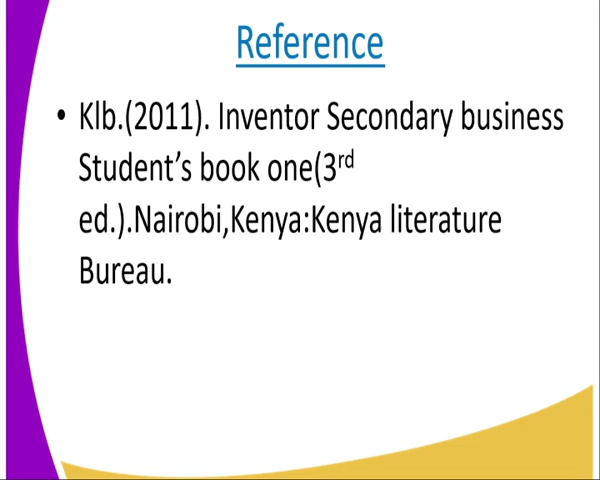 Reference
• Klb.(2011). Inventor Secondary business
Student’s book one(3rd
ed.).Nairobi,Kenya:Kenya literature
Bureau.